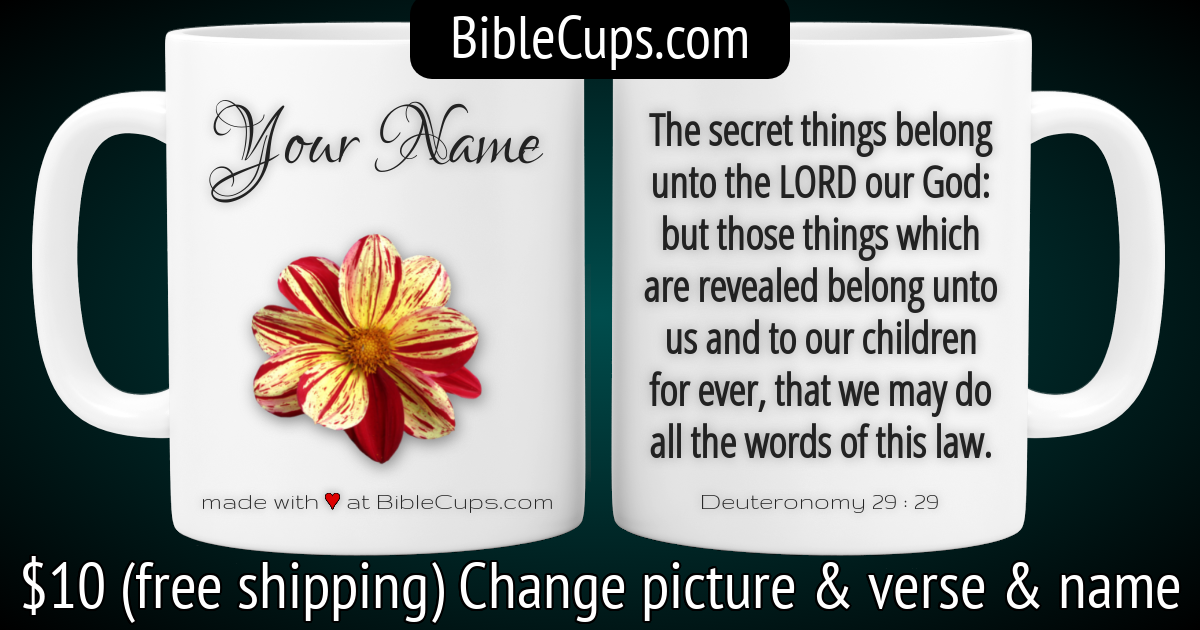 BibleCups.com
Your Name
made with ♥ at BibleCups.com
The secret things belong
unto the LORD our God:
but those things which
are revealed belong unto
us and to our children
for ever, that we may do
all the words of this law.
Deuteronomy 29 : 29
$10 (free shipping) Change picture & verse & name